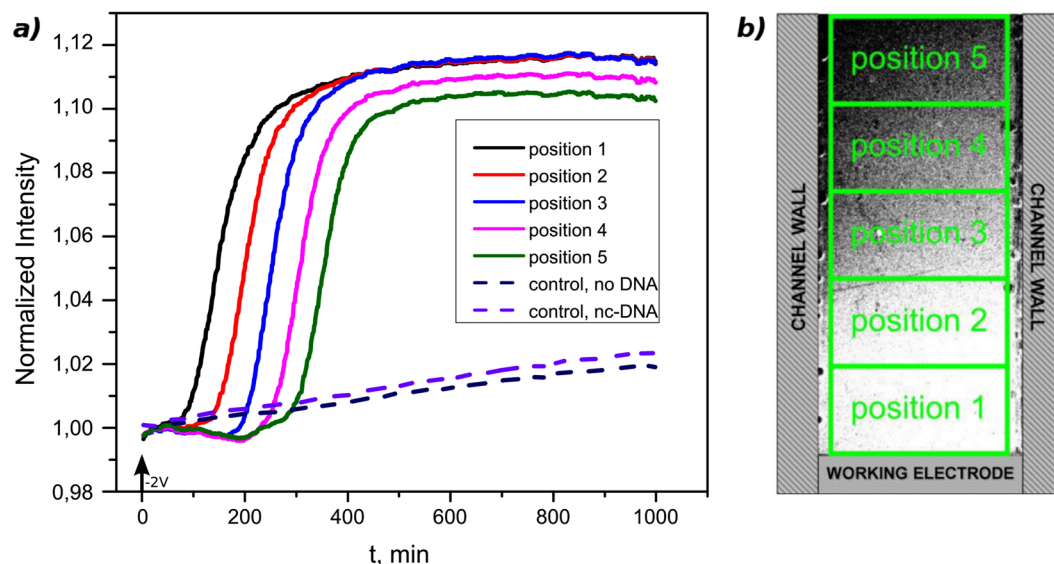 a)
1,12
1,10
1,08
1,06
1,04
1,02
1,00
0,98
Normalized Intensity
position 1
position 2
position 3
position 4
position 5
control, no DNA
control, nc-DNA
-2V
0
200
400
600
800
1000
t, min
b)
CHANNEL WALL
position 5
position 4
position 3
position 2
position 1
CHANNEL WALL
WORKING ELECTRODE